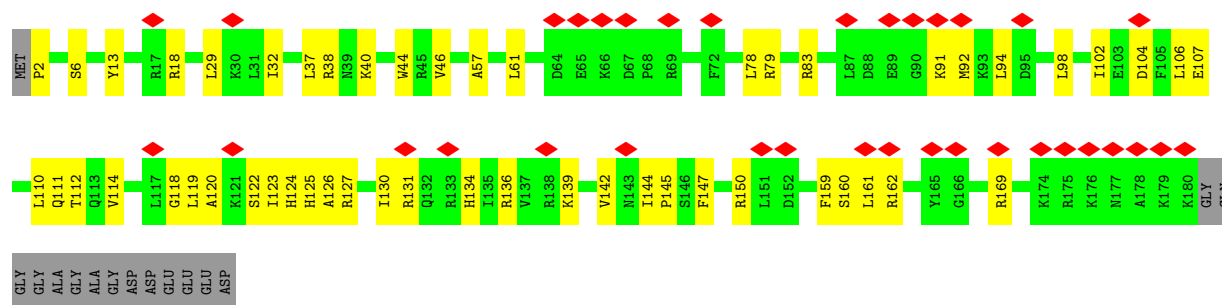 MET P2 S6 Y13 R17 R18 L29 K30 L31 I32 L37 R38 N39 K40 W44 R45 V46 A57 L61 D64 E65 K66 D67 P68 R69 F72 L78 R79 R83 L87 D88 E89 G90 K91 M92 K93 L94 D95 L98 I102 E103 D104 F105 L106 E107
L110 Q111 T112 Q113 V114 L117 G118 L119 A120 K121 S122 I123 H124 H125 A126 R127 I130 R131 Q132 R133 H134 I135 R136 V137 R138 K139 V142 N143 I144 P145 S146 F147 R150 L151 D152 F159 S160 L161 R162 Y165 G166 R169 K174 R175 K176 N177 A178 K179 K180 GLY
GLY GLY ALA GLY ALA GLY ASP ASP GLU GLU GLU ASP